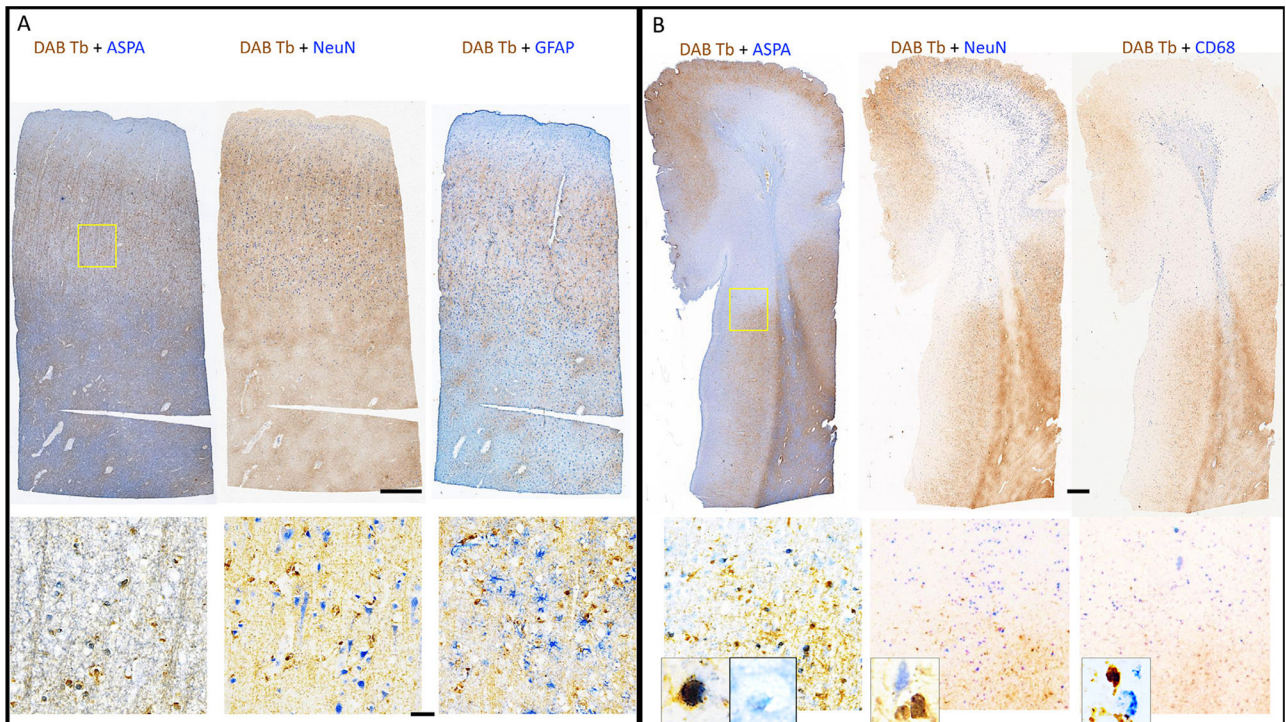 A
DAB Tb + ASPA
DAB Tb + NeuN
DAB Tb + GFAP
B
DAB Tb + ASPA
DAB Tb + NeuN
DAB Tb + CD68